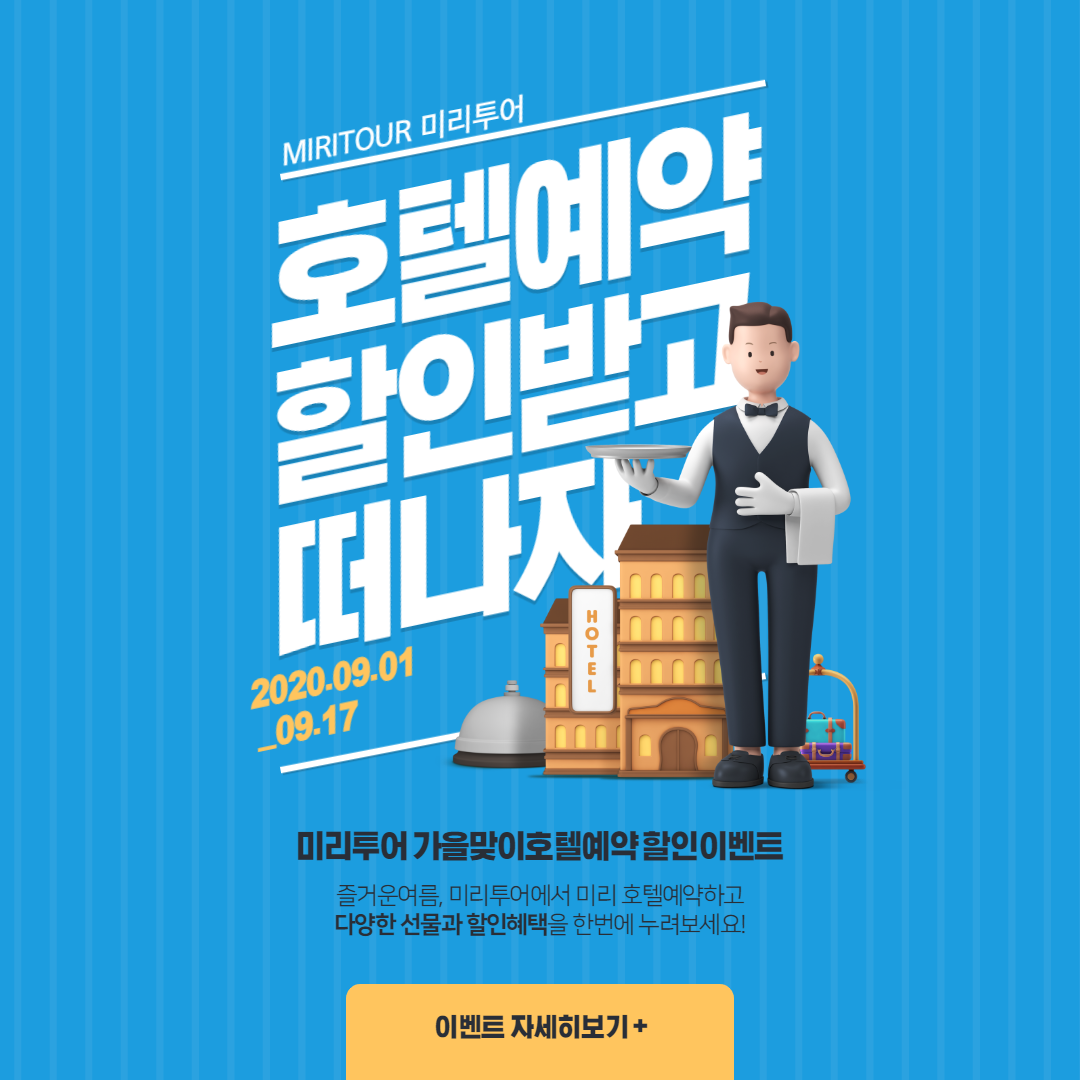 MIRITOUR 미리투어
호텔예약
할인받고
떠나자
2020.09.01
_09.17
HOTEL
미리투어 가을맞이호텔예약 할인이벤트
즐거운여름, 미리투어에서 미리 호텔예약하고
다양한 선물과 할인혜택을 한번에 누려보세요!
이벤트 자세히보기 +